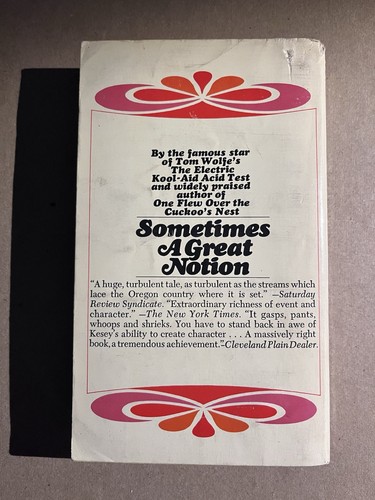 By the famous star
of Tom Wolfe's
The Electric
Kool-Aid Acid Test
and widely praised
author of
One Flew Over the
Cuckoo's Nest
Sometimes
A Great
Notion
"A huge, turbulent tale, as turbulent as the streams which
lace the Oregon country where it is set." —Saturday
Review Syndicate. "Extraordinary richness of event and
character." —The New York Times. "It gasps, pants,
whoops and shrieks. You have to stand back in awe of
Kesey's ability to create character . . . A massively right
book, a tremendous achievement."-Cleveland Plain Dealer.